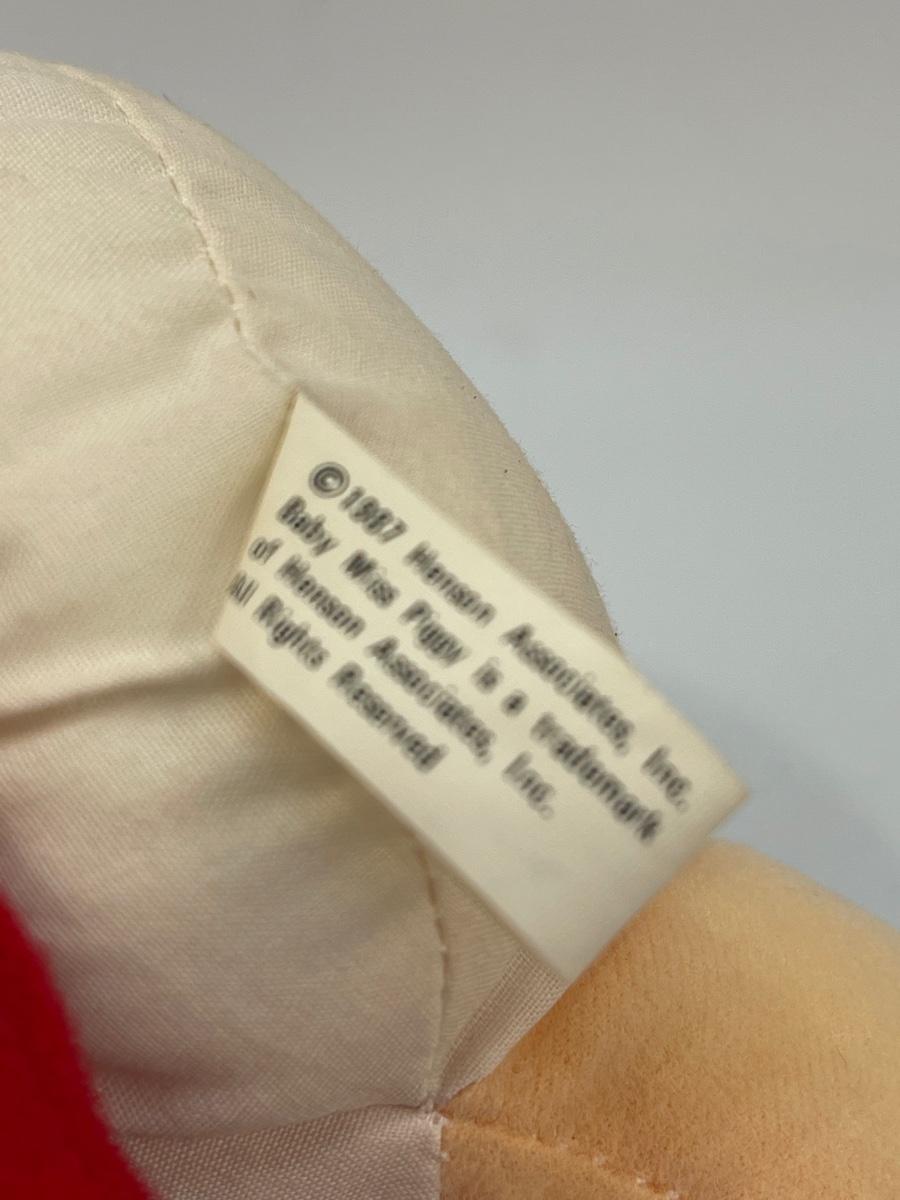 ©1987 Henson Associates, Inc.
Baby Miss Piggy is a trademark
of Henson Associates, Inc.
All Rights Reserved